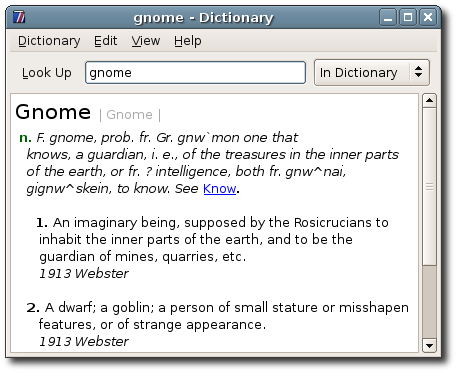 gnome - Dictionary
Dictionary Edit View Help
Look Up gnome In Dictionary
Gnome | Gnome |
n. F. gnome, prob. fr. Gr. gnw`mon one that
knows, a guardian, i. e., of the treasures in the inner parts
of the earth, or fr. ? intelligence, both fr. gnw^nai,
gignw^skein, to know. See Know.
1. An imaginary being, supposed by the Rosicrucians to
inhabit the inner parts of the earth, and to be the
guardian of mines, quarries, etc.
1913 Webster
2. A dwarf; a goblin; a person of small stature or misshapen
features, or of strange appearance.
1913 Webster